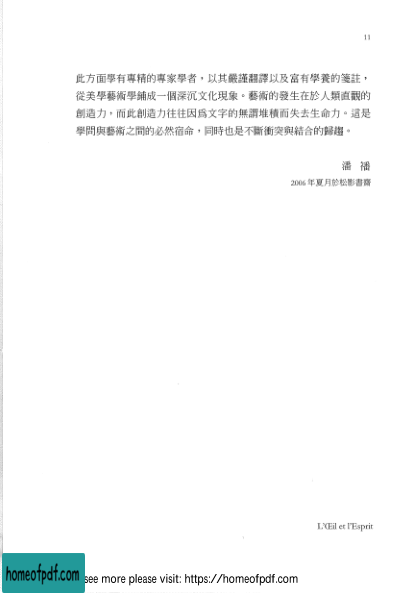 11
此方面學有專精的專家學者，以其嚴謹翻譯以及富有學養的箋註，
從美學藝術學鋪成一個深沉文化現象。藝術的發生在於人類直觀的
創造力，而此創造力往往因爲文字的無謂堆積而失去生命力。這是
學問與藝術之間的必然宿命，同時也是不斷衝突與結合的歸趨。
潘 襎
2006 年夏月於松影書齋
L'Œil et l'Esprit
homeofpdf.com
see more please visit: https://homeofpdf.com